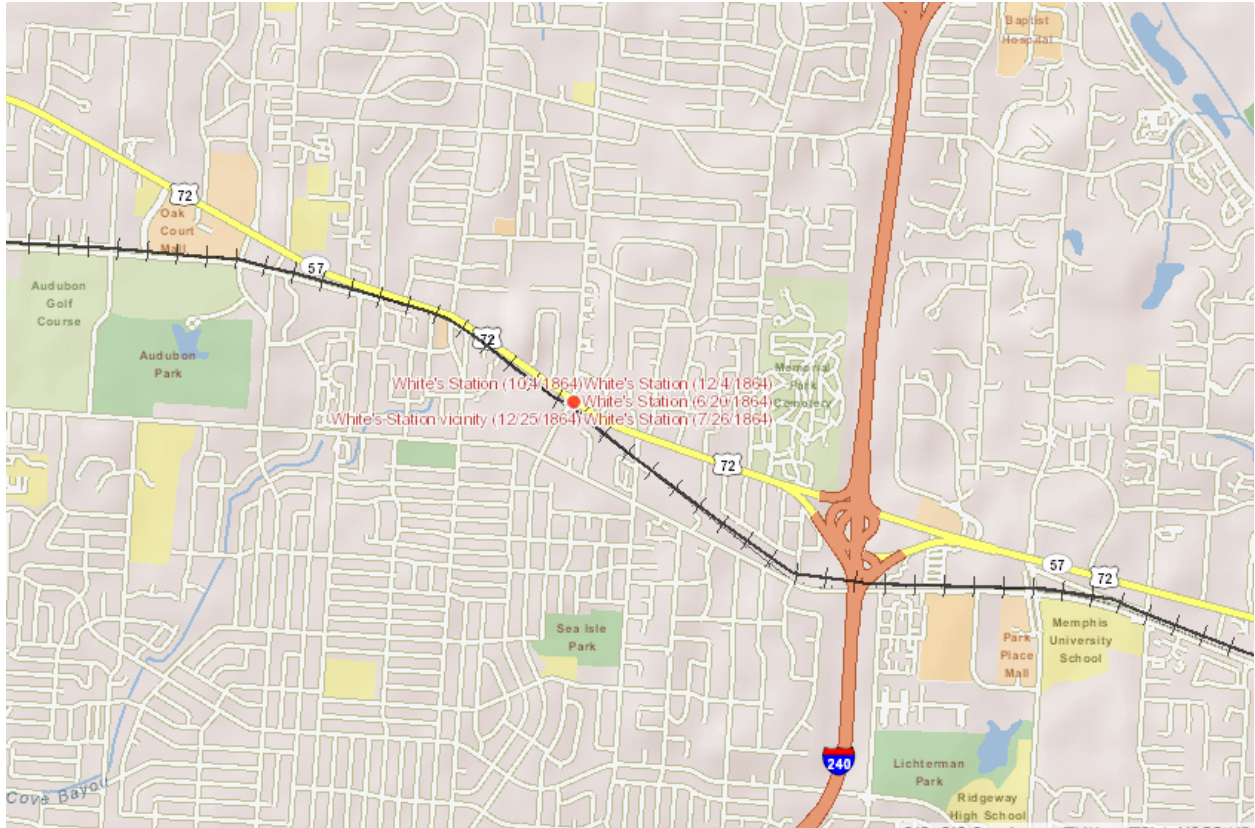 Baptist
Hospital
72
Oak
Court
Mall
57
Audubon
Golf
Course
72
Audubon
Park
Memorial
Park
Cemetery
White's Station (10/4/1864) White's Station (12/4/1864)
White's Station (6/20/1864)
White's Station vicinity (12/25/1864) White's Station (7/26/1864)
72
57
72
Sea Isle
Park
Memphis
University
School
Park
Place
Mall
240
Lichterman
Park
Cove Bayou
Ridgeway
High School